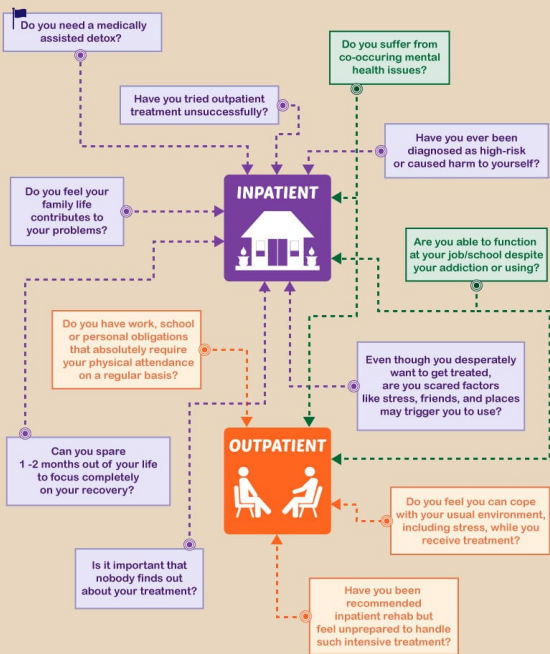 Do you need a medically
assisted detox?
Do you suffer from
co-occuring mental
health issues?
Have you tried outpatient
treatment unsuccessfully?
Have you ever been
diagnosed as high-risk
or caused harm to yourself?
Do you feel your
family life
contributes to
your problems?
INPATIENT
Are you able to function
at your job/school despite
your addiction or using?
Do you have work, school
or personal obligations
that absolutely require
your physical attendance
on a regular basis?
Even though you desperately
want to get treated,
are you scared factors
like stress, friends, and places
may trigger you to use?
Can you spare
1 -2 months out of your life
to focus completely
on your recovery?
OUTPATIENT
Do you feel you can cope
with your usual environment,
including stress, while you
receive treatment?
Is it important that
nobody finds out
about your treatment?
Have you been
recommended
inpatient rehab but
feel unprepared to handle
such intensive treatment?